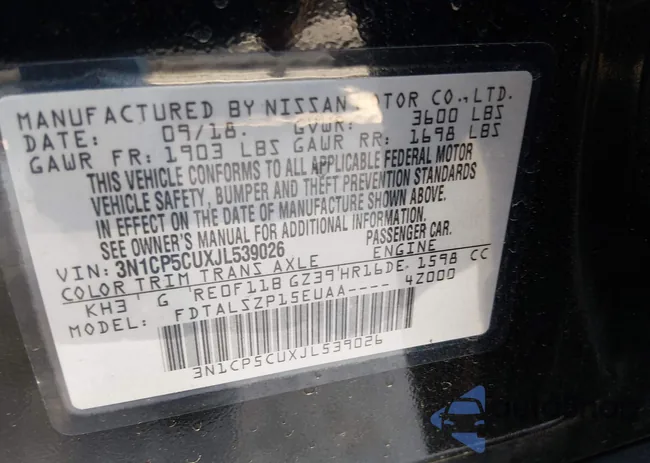 MANUFACTURED BY NISSAN MOTOR CO., LTD.
DATE: 09/18. GVWR: 3600 LBS
GAWR FR: 1903 LBS GAWR RR: 1698 LBS
THIS VEHICLE CONFORMS TO ALL APPLICABLE FEDERAL MOTOR
VEHICLE SAFETY, BUMPER AND THEFT PREVENTION STANDARDS
IN EFFECT ON THE DATE OF MANUFACTURE SHOWN ABOVE.
SEE OWNER'S MANUAL FOR ADDITIONAL INFORMATION.
VIN: 3N1CP5CUXJL539026 PASSENGER CAR.
COLOR TRIM TRANS AXLE ENGINE
KH3 G RE0F11B GZ39 HR16DE. 1598 CC
MODEL: FDTALSZP15EUAA---- 4Z000
3N1CP5CUXJL539026